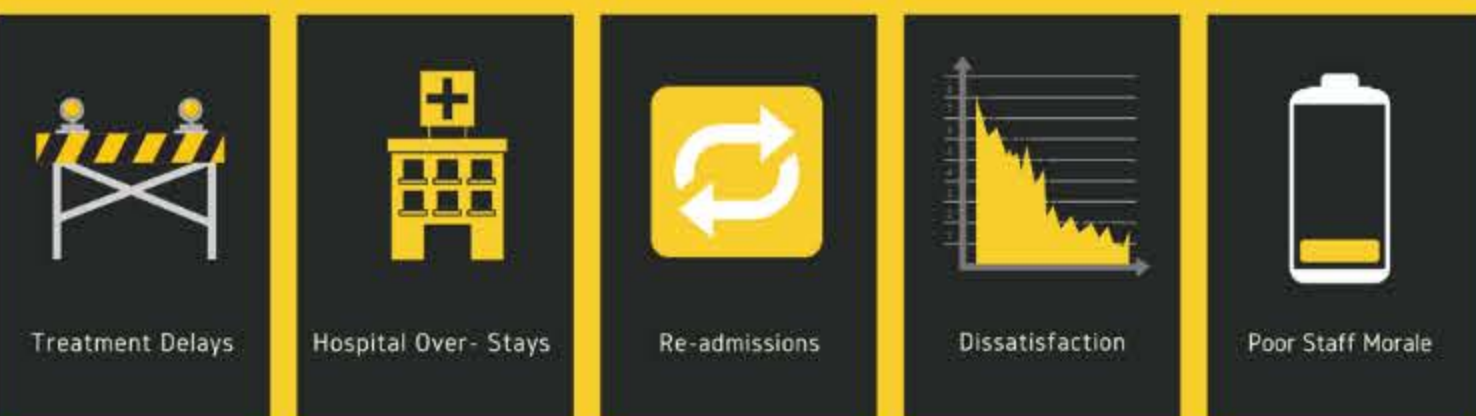 Treatment Delays
Hospital Over- Stays
Re-admissions
Dissatisfaction
Poor Staff Morale